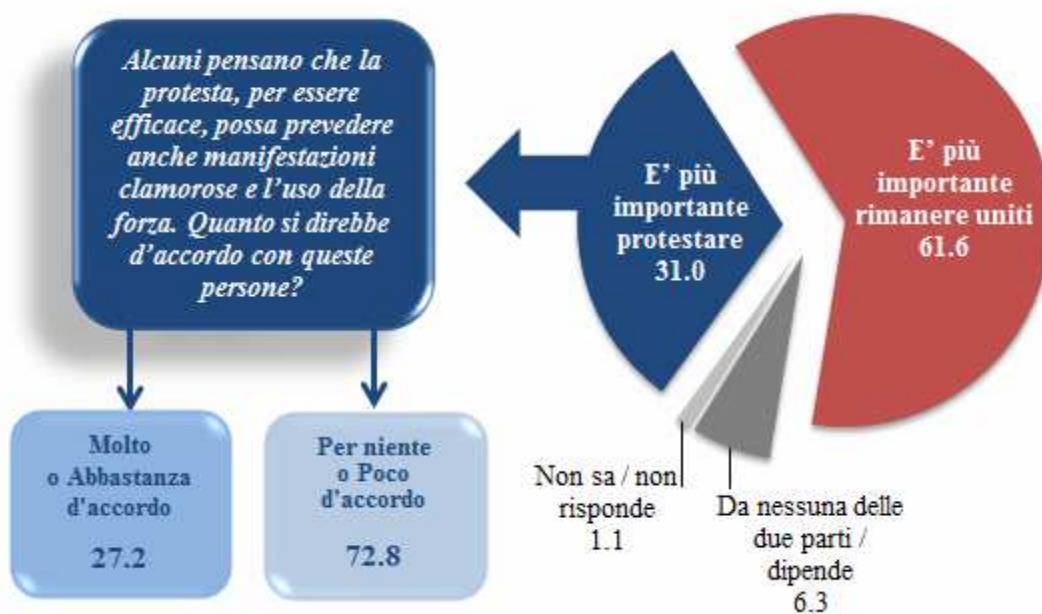 Alcuni pensano che la
protesta, per essere
efficace, possa prevedere
anche manifestazioni
clamorose e l'uso della
forza. Quanto si direbbe
d'accordo con queste
persone?
Molto
o Abbastanza
d'accordo
27.2
Per niente
o Poco
d'accordo
72.8
E' più
importante
protestare
31.0
E' più
importante
rimanere uniti
61.6
Non sa / non
risponde
1.1
Da nessuna delle
due parti /
dipende
6.3